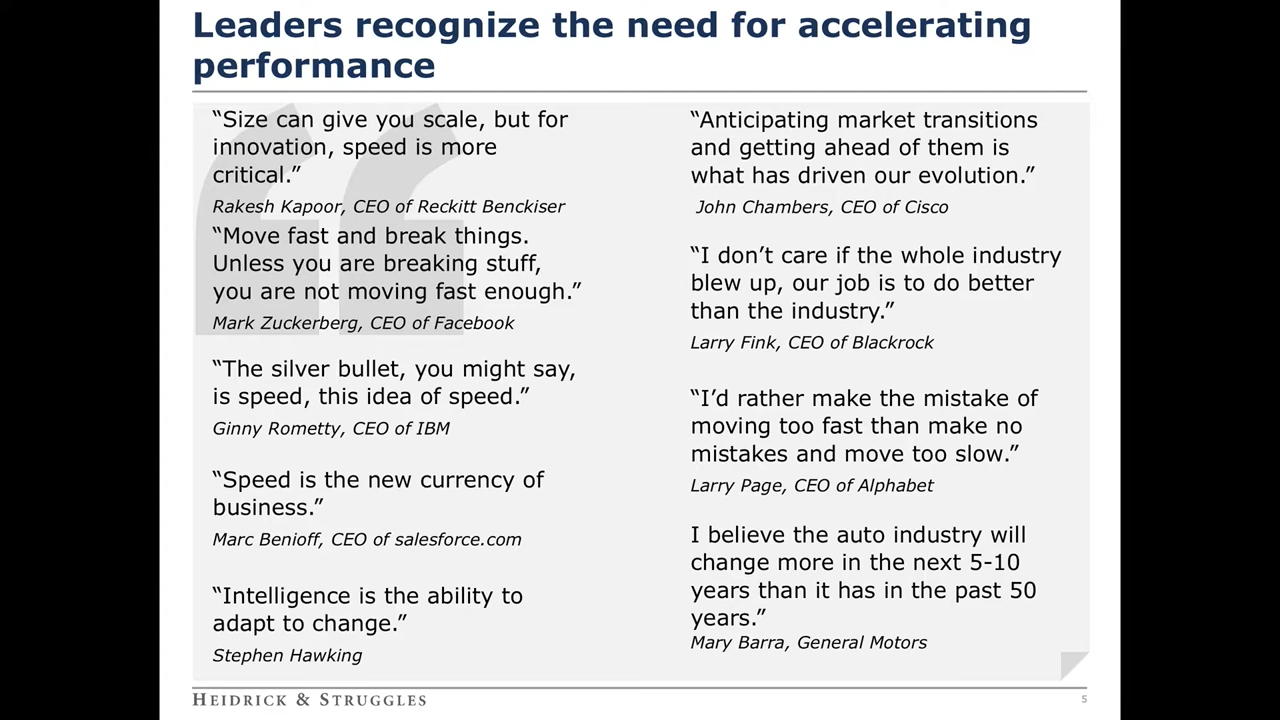 Leaders recognize the need for accelerating
performance
“Size can give you scale, but for
innovation, speed is more
critical.”
Rakesh Kapoor, CEO of Reckitt Benckiser
“Move fast and break things.
Unless you are breaking stuff,
you are not moving fast enough.”
Mark Zuckerberg, CEO of Facebook
“The silver bullet, you might say,
is speed, this idea of speed.”
Ginny Rometty, CEO of IBM
“Speed is the new currency of
business.”
Marc Benioff, CEO of salesforce.com
“Intelligence is the ability to
adapt to change.”
Stephen Hawking
“Anticipating market transitions
and getting ahead of them is
what has driven our evolution.”
John Chambers, CEO of Cisco
“I don’t care if the whole industry
blew up, our job is to do better
than the industry.”
Larry Fink, CEO of Blackrock
“I’d rather make the mistake of
moving too fast than make no
mistakes and move too slow.”
Larry Page, CEO of Alphabet
I believe the auto industry will
change more in the next 5-10
years than it has in the past 50
years.”
Mary Barra, General Motors
HEIDRICK & STRUGGLES
5